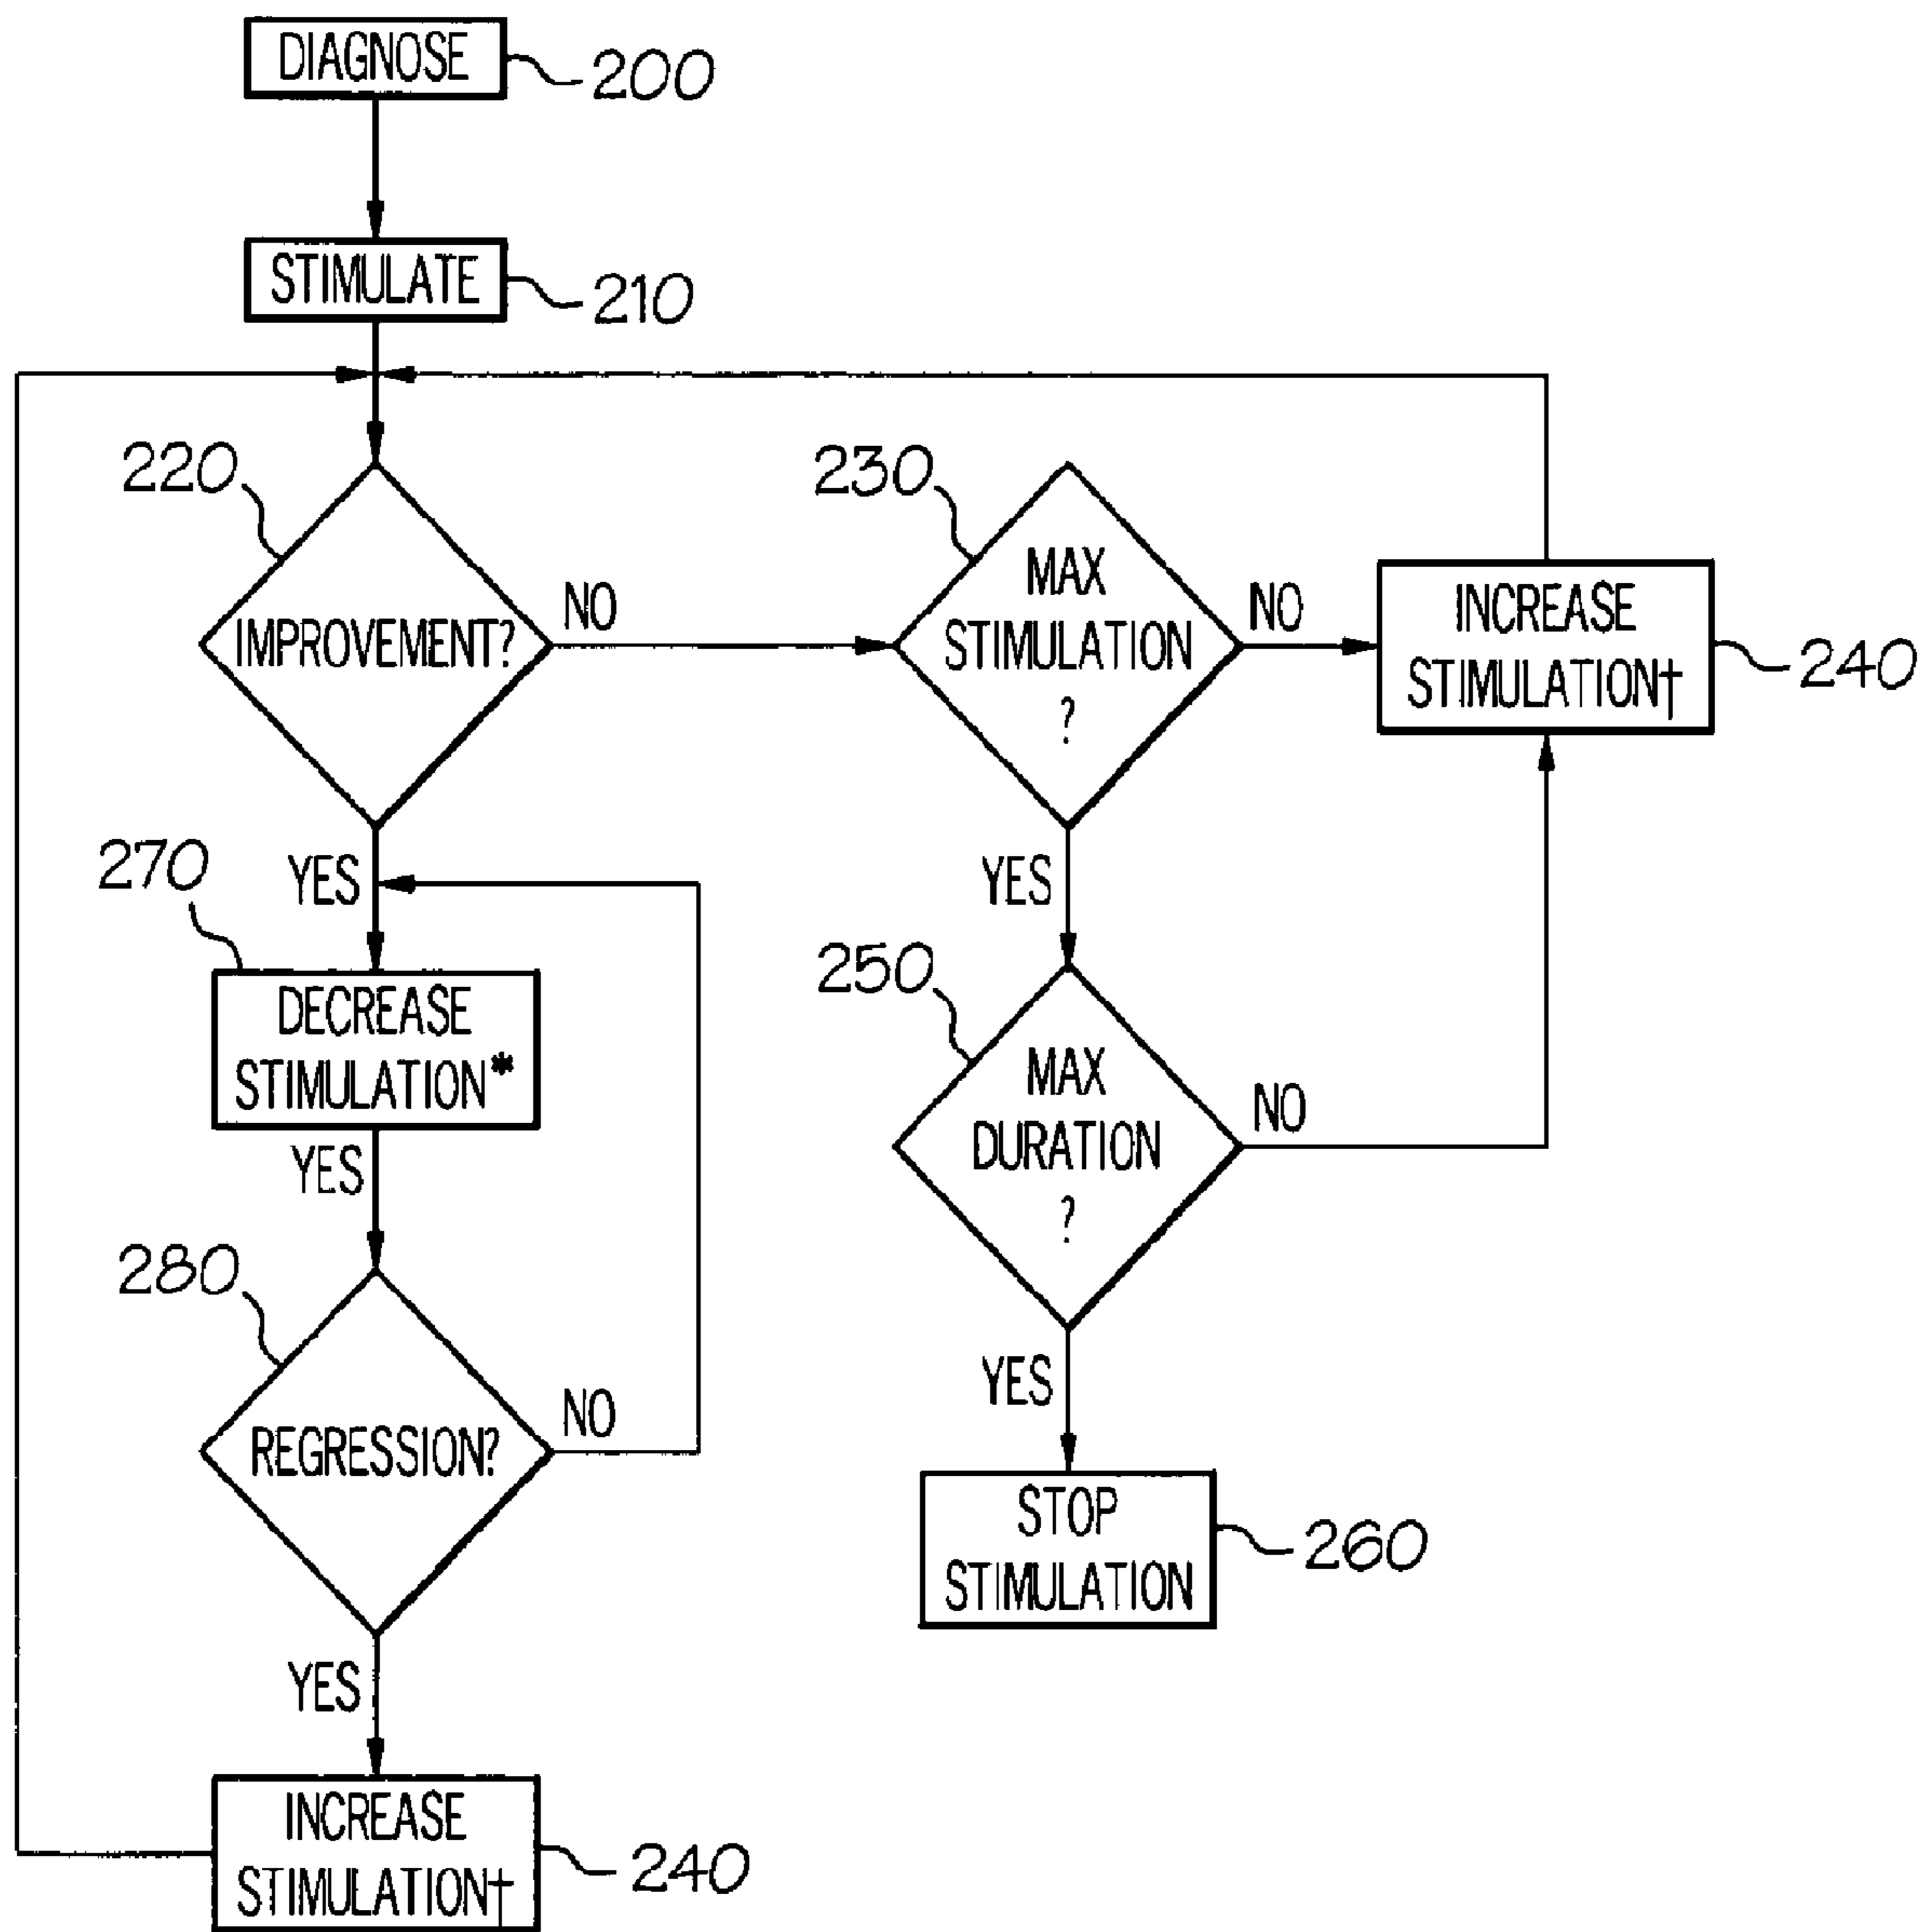 DIAGNOSE
200
STIMULATE
210
220
IMPROVEMENT?
NO
230
MAX
STIMULATION
?
NO
INCREASE
STIMULATION†
240
YES
270
DECREASE
STIMULATION*
YES
YES
250
MAX
DURATION
?
NO
280
REGRESSION?
NO
YES
STOP
STIMULATION
260
YES
INCREASE
STIMULATION†
240